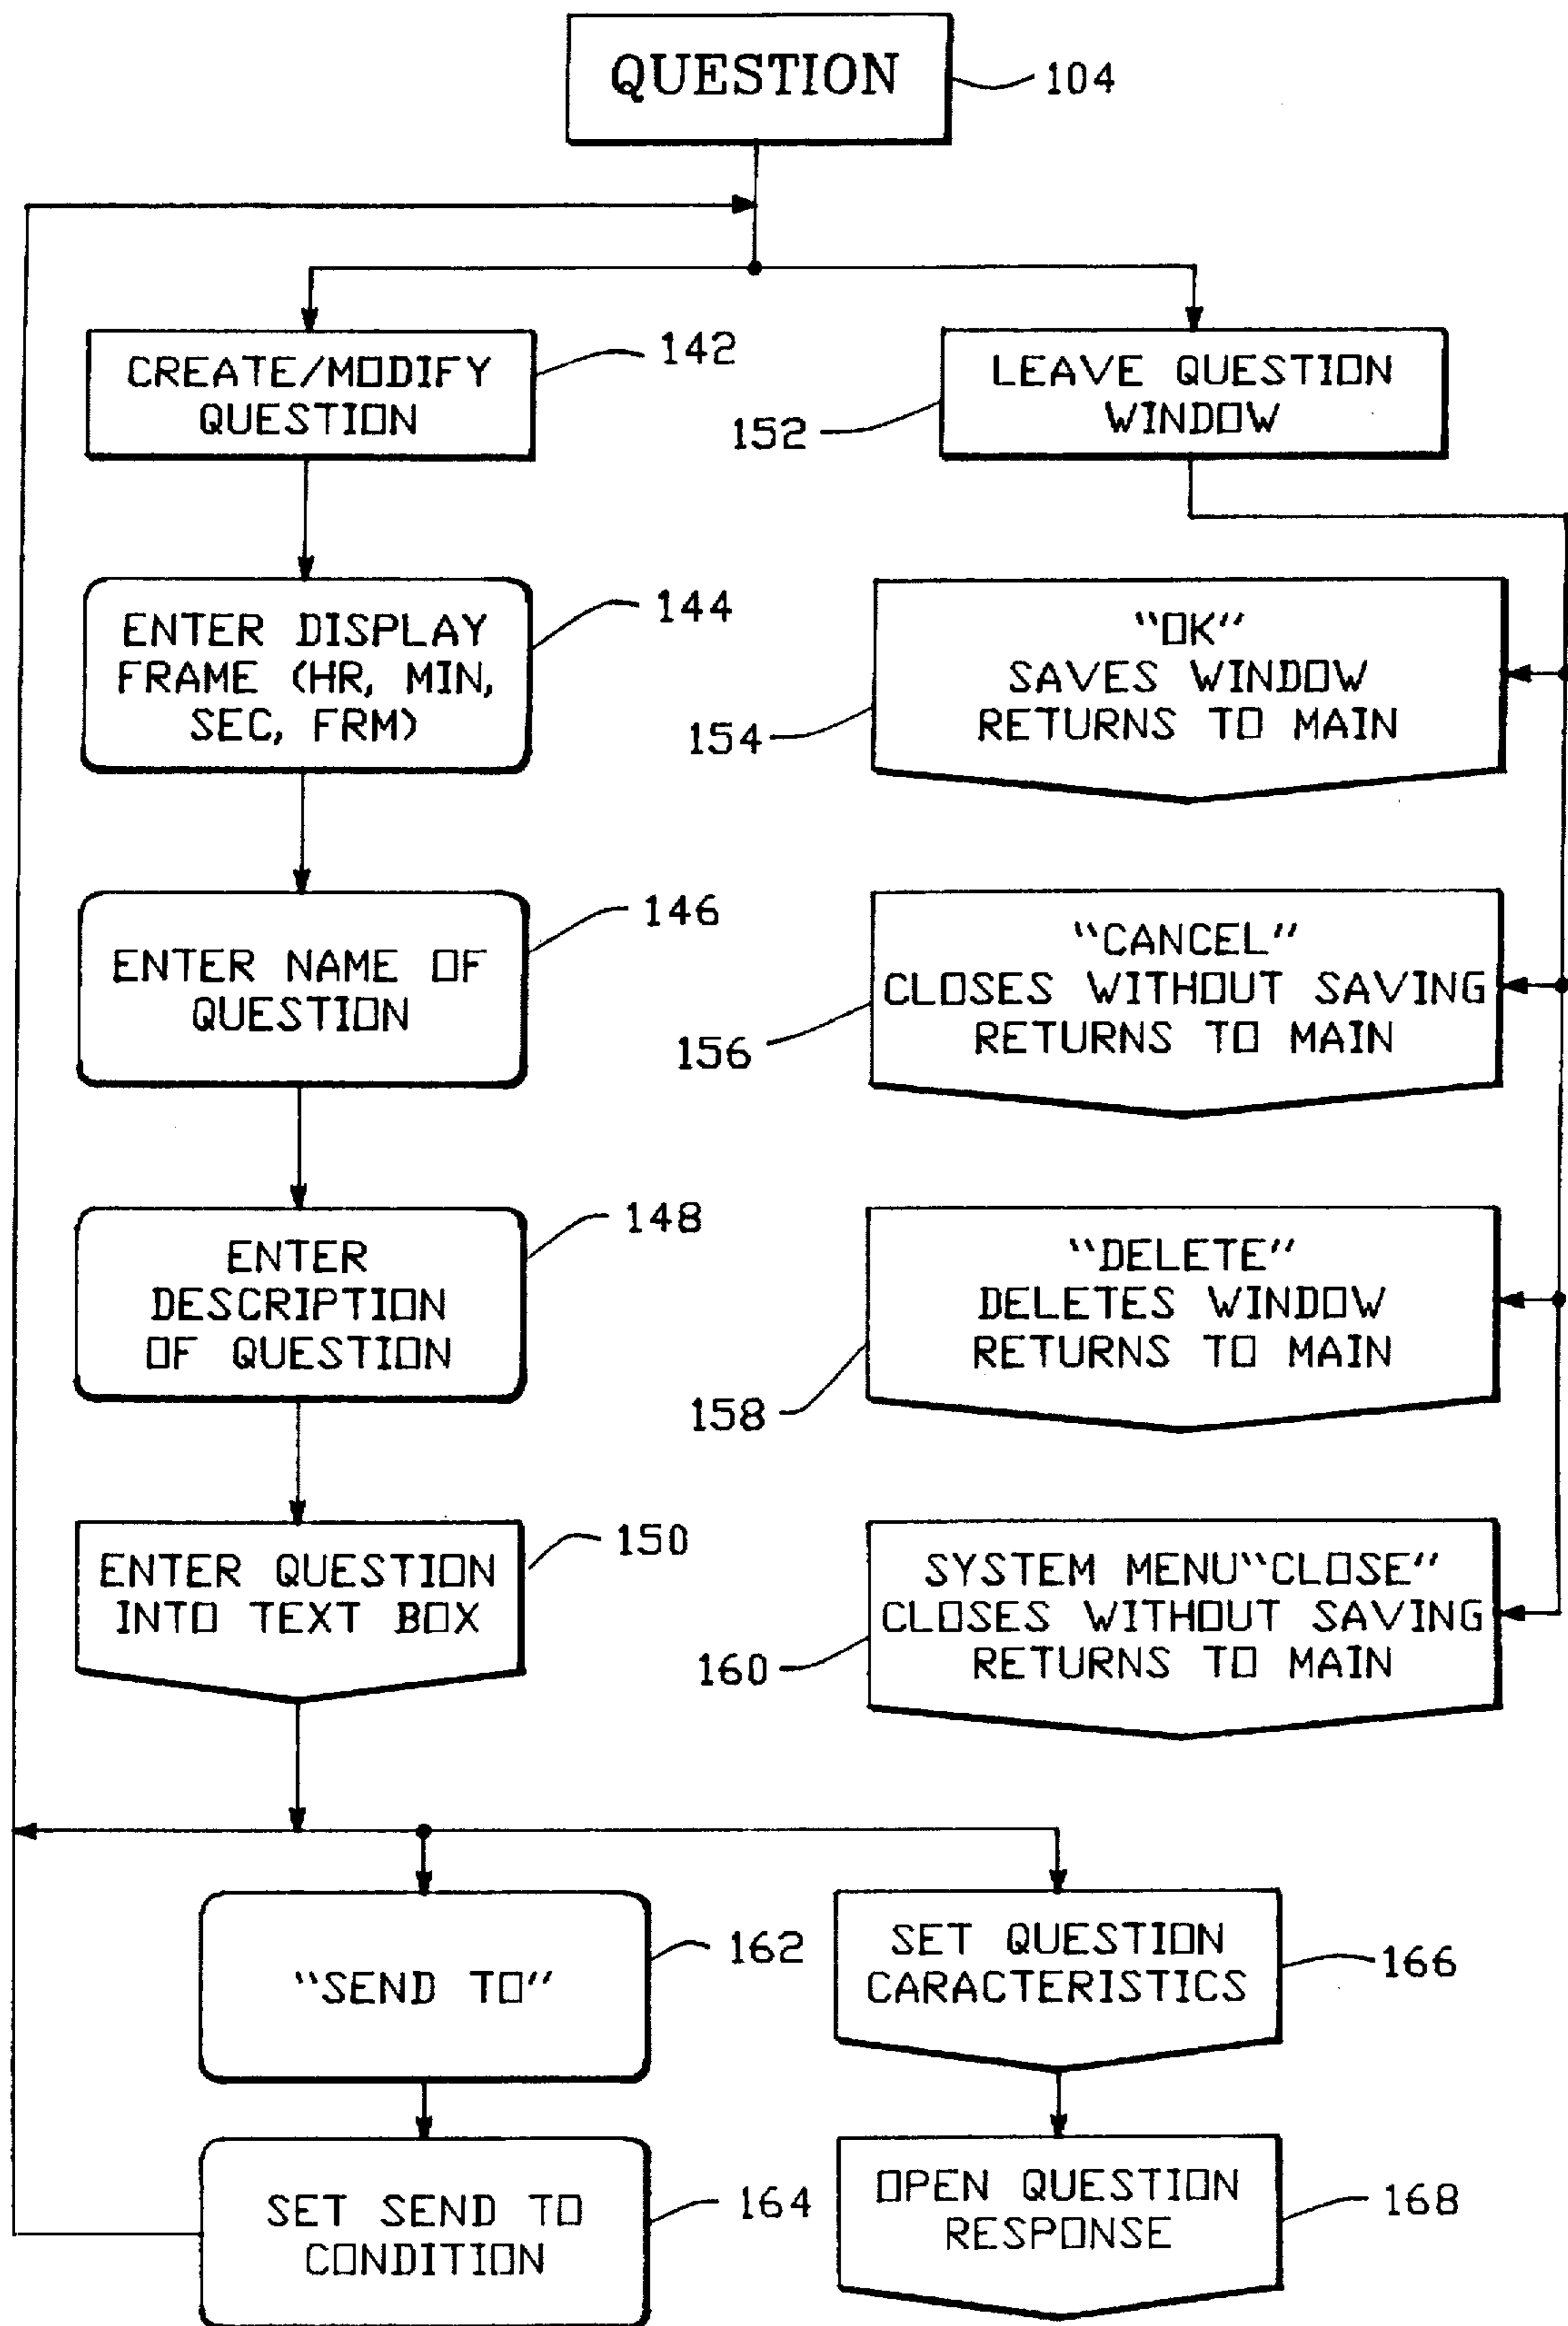 QUESTION
104
CREATE/MODIFY
QUESTION
142
LEAVE QUESTION
WINDOW
152
ENTER DISPLAY
FRAME (HR, MIN,
SEC, FRM)
144
"OK"
SAVES WINDOW
RETURNS TO MAIN
154
ENTER NAME OF
QUESTION
146
"CANCEL"
CLOSES WITHOUT SAVING
RETURNS TO MAIN
156
ENTER
DESCRIPTION
OF QUESTION
148
"DELETE"
DELETES WINDOW
RETURNS TO MAIN
158
ENTER QUESTION
INTO TEXT BOX
150
SYSTEM MENU"CLOSE"
CLOSES WITHOUT SAVING
RETURNS TO MAIN
160
"SEND TO"
162
SET QUESTION
CARACTERISTICS
166
SET SEND TO
CONDITION
164
OPEN QUESTION
RESPONSE
168